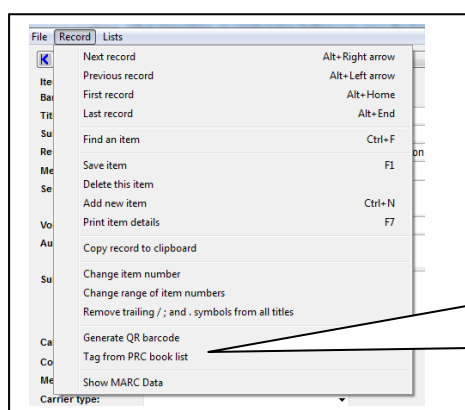 File Record Lists
Next record Alt+Right arrow
Previous record Alt+Left arrow
First record Alt+Home
Last record Alt+End
Find an item Ctrl+F
Save item F1
Delete this item
Add new item Ctrl+N
Print item details F7
Copy record to clipboard
Change item number
Change range of item numbers
Remove trailing / ; and . symbols from all titles
Generate QR barcode
Tag from PRC book list
Show MARC Data
Carrier type: